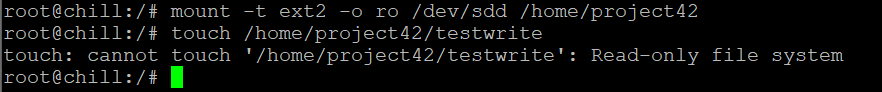 root@chill:/# mount -t ext2 -o ro /dev/sdd /home/project42
root@chill:/# touch /home/project42/testwrite
touch: cannot touch '/home/project42/testwrite': Read-only file system
root@chill:/#